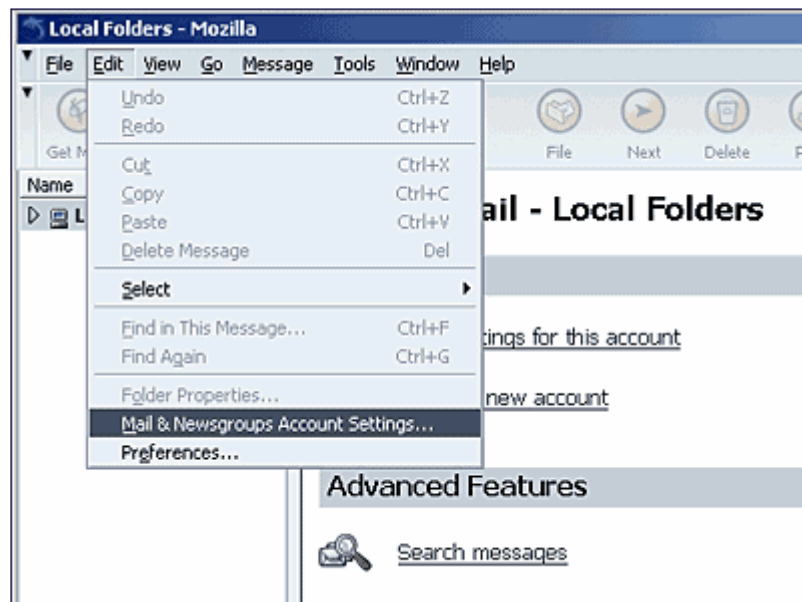 Local Folders - Mozilla
File Edit View Go Message Tools Window Help
Undo Ctrl+Z
Redo Ctrl+Y
Get File Next Delete
Cut Ctrl+X
Copy Ctrl+C
Paste Ctrl+V
Delete Message Del
Select
Find in This Message... Ctrl+F
Find Again Ctrl+G
Folder Properties...
Mail & Newsgroups Account Settings...
Preferences...
Name
ail - Local Folders
tings for this account
new account
Advanced Features
Search messages